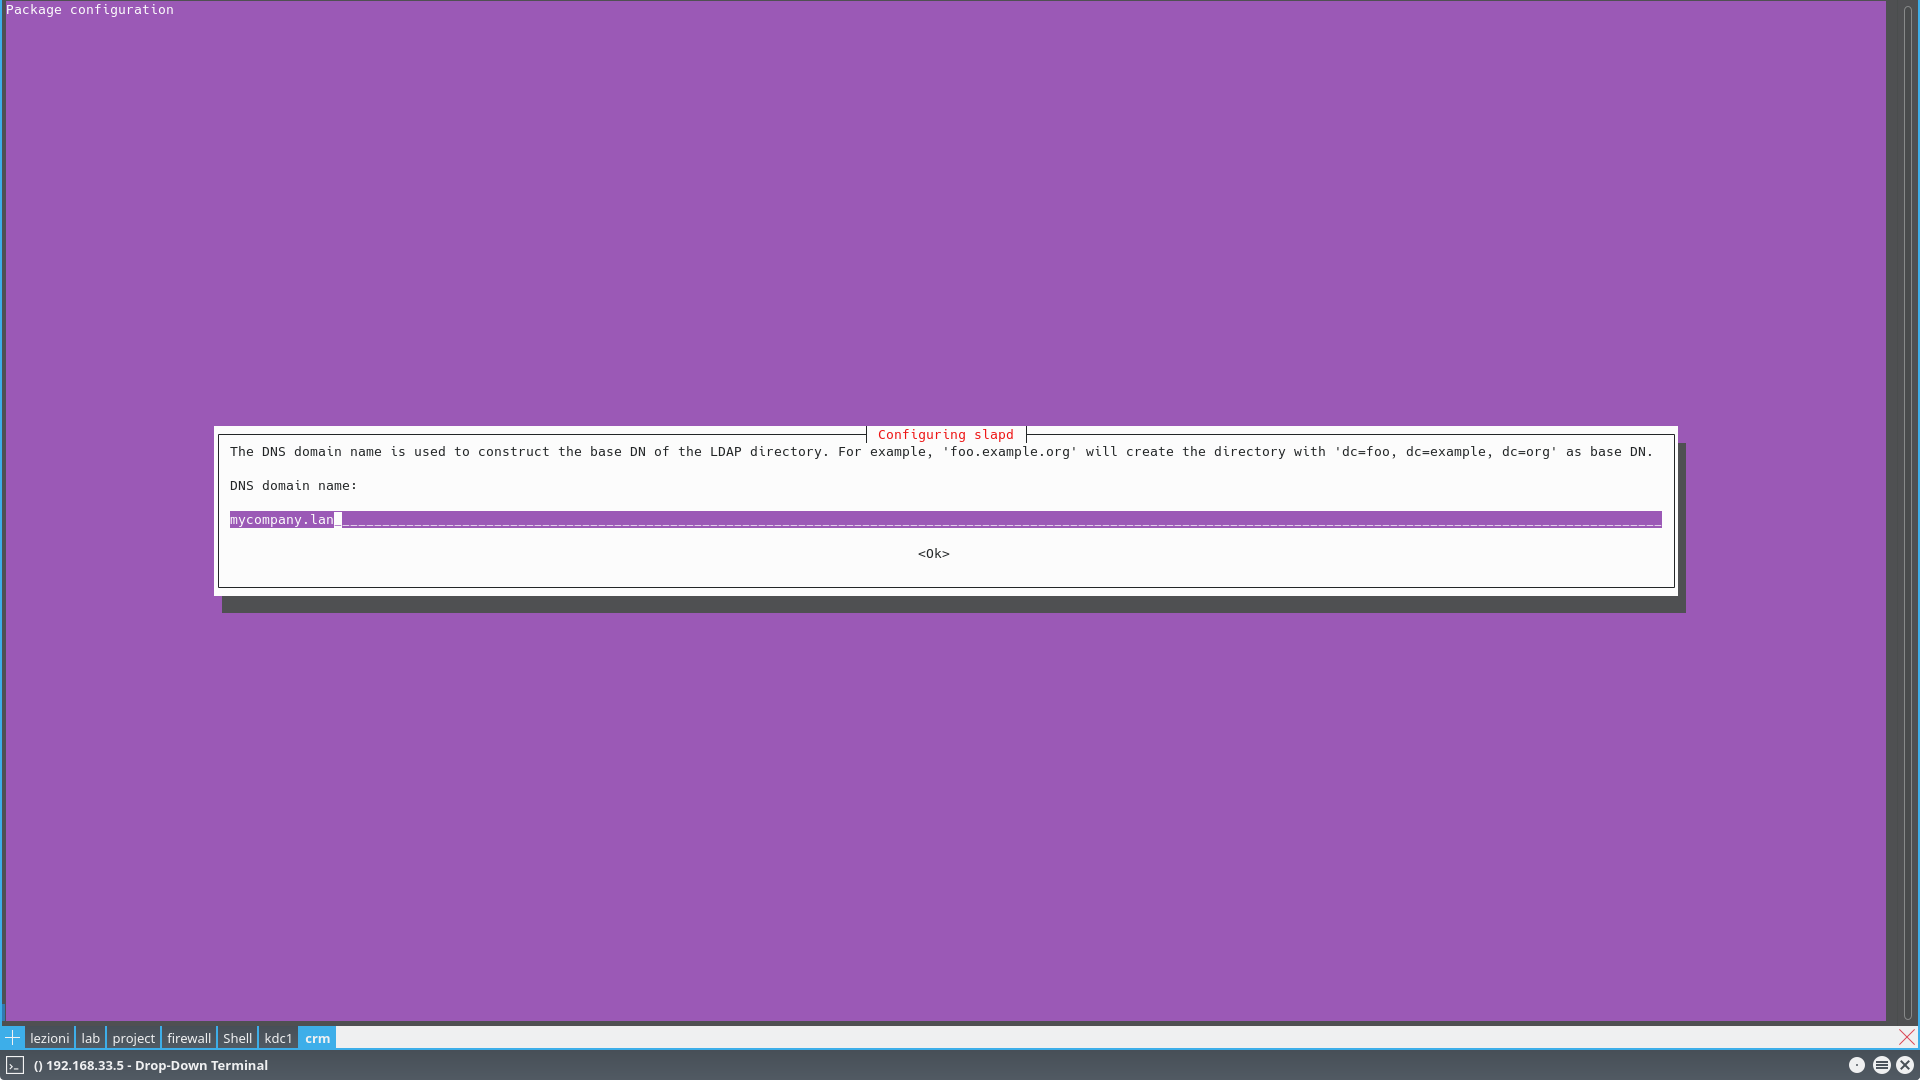 Package configuration
Configuring slapd
The DNS domain name is used to construct the base DN of the LDAP directory. For example, 'foo.example.org' will create the directory with 'dc=foo, dc=example, dc=org' as base DN.
DNS domain name:
mycompany.lan
<Ok>
lezioni lab project firewall Shell kdc1 crm
() 192.168.33.5 - Drop-Down Terminal